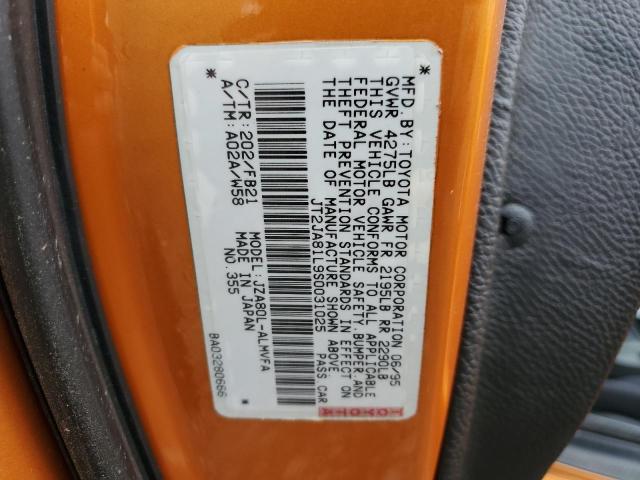 MFD. BY: TOYOTA MOTOR CORPORATION 06/95
GVWR 4275LB GAWR FR 2195LB RR 2290LB
THIS VEHICLE CONFORMS TO ALL APPLICABLE
FEDERAL MOTOR VEHICLE SAFETY, BUMPER, AND
THEFT PREVENTION STANDARDS IN EFFECT ON
THE DATE OF MANUFACTURE SHOWN ABOVE.
JT2JA81L9S0031025 PASS. CAR
TOYOTA
C/TR: 202/FB21 MODEL: JZA80L-ALMVFA
A/TM: A02A/W58 MADE IN JAPAN
NO. 355
BA03280666